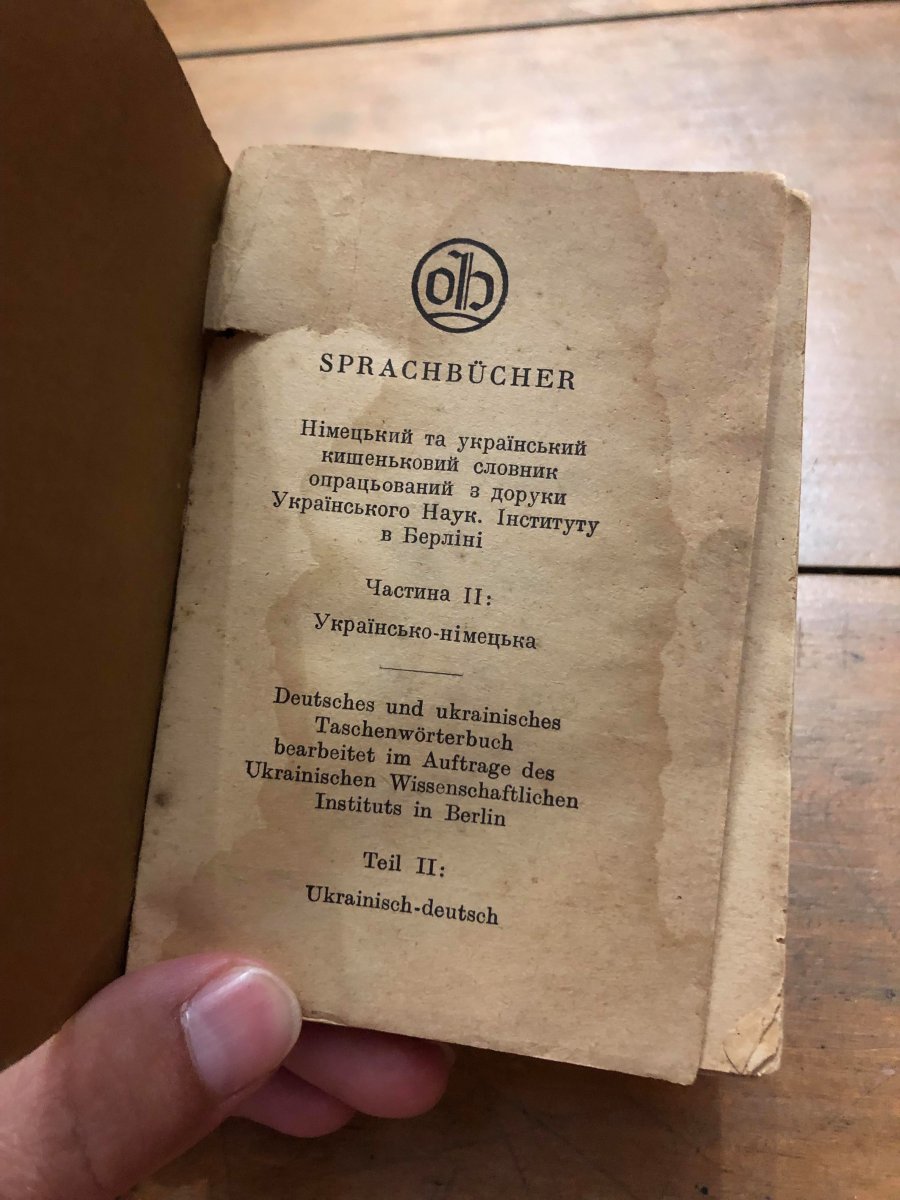 oh
SPRACHBÜCHER
Німецький та український
кишеньковий словник
опрацьований з доруки
Українського Наук. Інституту
в Берліні
Частина II:
Українсько-німецька
Deutsches und ukrainisches
Taschenwörterbuch
bearbeitet im Auftrage des
Ukrainischen Wissenschaftlichen
Instituts in Berlin
Teil II:
Ukrainisch-deutsch